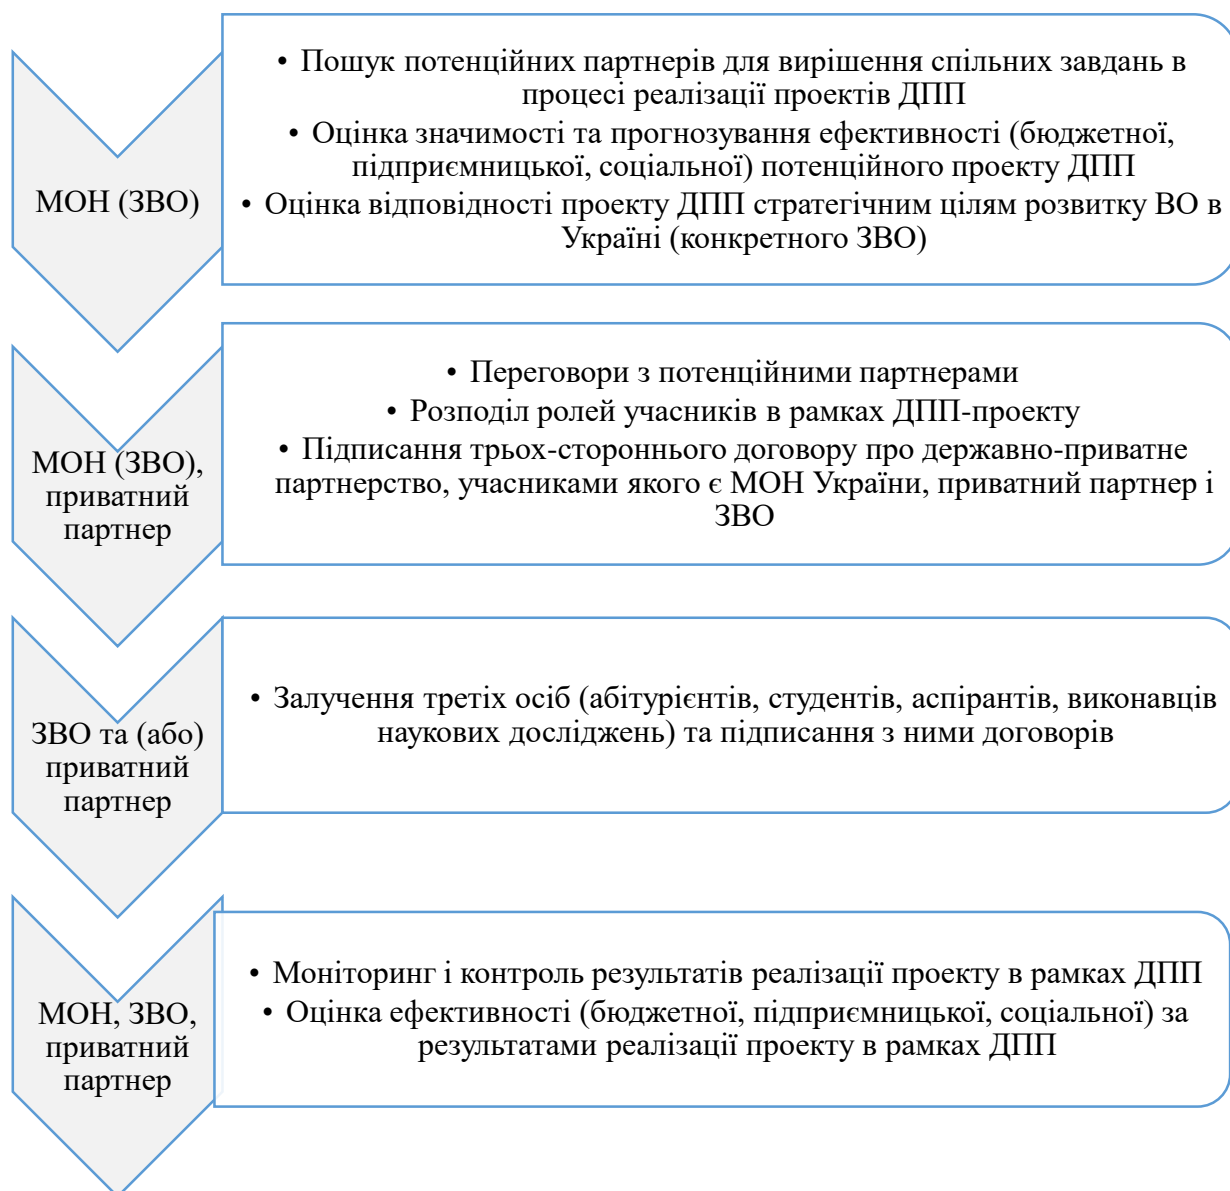 МОН (ЗВО)
• Пошук потенційних партнерів для вирішення спільних завдань в
процесі реалізації проектів ДПП
• Оцінка значимості та прогнозування ефективності (бюджетної,
підприємницької, соціальної) потенційного проекту ДПП
• Оцінка відповідності проекту ДПП стратегічним цілям розвитку ВО в
Україні (конкретного ЗВО)
МОН (ЗВО),
приватний
партнер
• Переговори з потенційними партнерами
• Розподіл ролей учасників в рамках ДПП-проекту
• Підписання трьох-стороннього договору про державно-приватне
партнерство, учасниками якого є МОН України, приватний партнер і
ЗВО
ЗВО та (або)
приватний
партнер
• Залучення третіх осіб (абітурієнтів, студентів, аспірантів, виконавців
наукових досліджень) та підписання з ними договорів
МОН, ЗВО,
приватний
партнер
• Моніторинг і контроль результатів реалізації проекту в рамках ДПП
• Оцінка ефективності (бюджетної, підприємницької, соціальної) за
результатами реалізації проекту в рамках ДПП